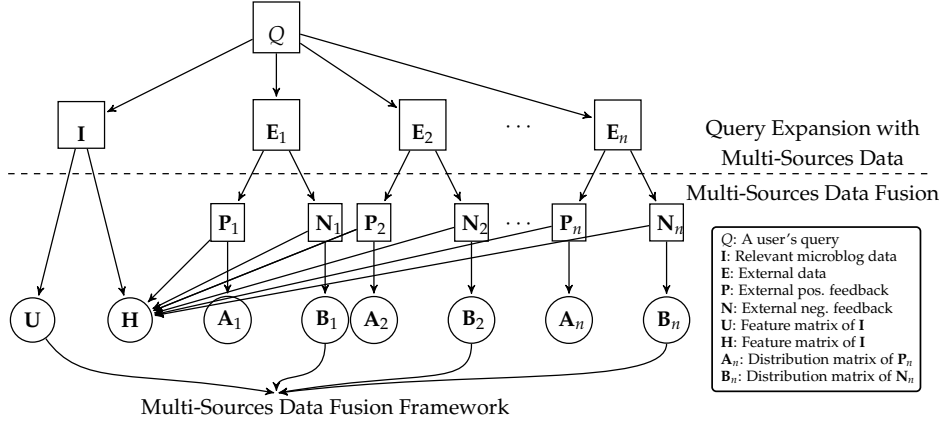 Q
I E₁ E₂ ... Eₙ
Query Expansion with
Multi-Sources Data
Multi-Sources Data Fusion
P₁ N₁ P₂ N₂ ... Pₙ Nₙ
U H A₁ B₁ A₂ B₂ Aₙ Bₙ
Multi-Sources Data Fusion Framework
Q: A user's query
I: Relevant microblog data
E: External data
P: External pos. feedback
N: External neg. feedback
U: Feature matrix of I
H: Feature matrix of I
Aₙ: Distribution matrix of Pₙ
Bₙ: Distribution matrix of Nₙ